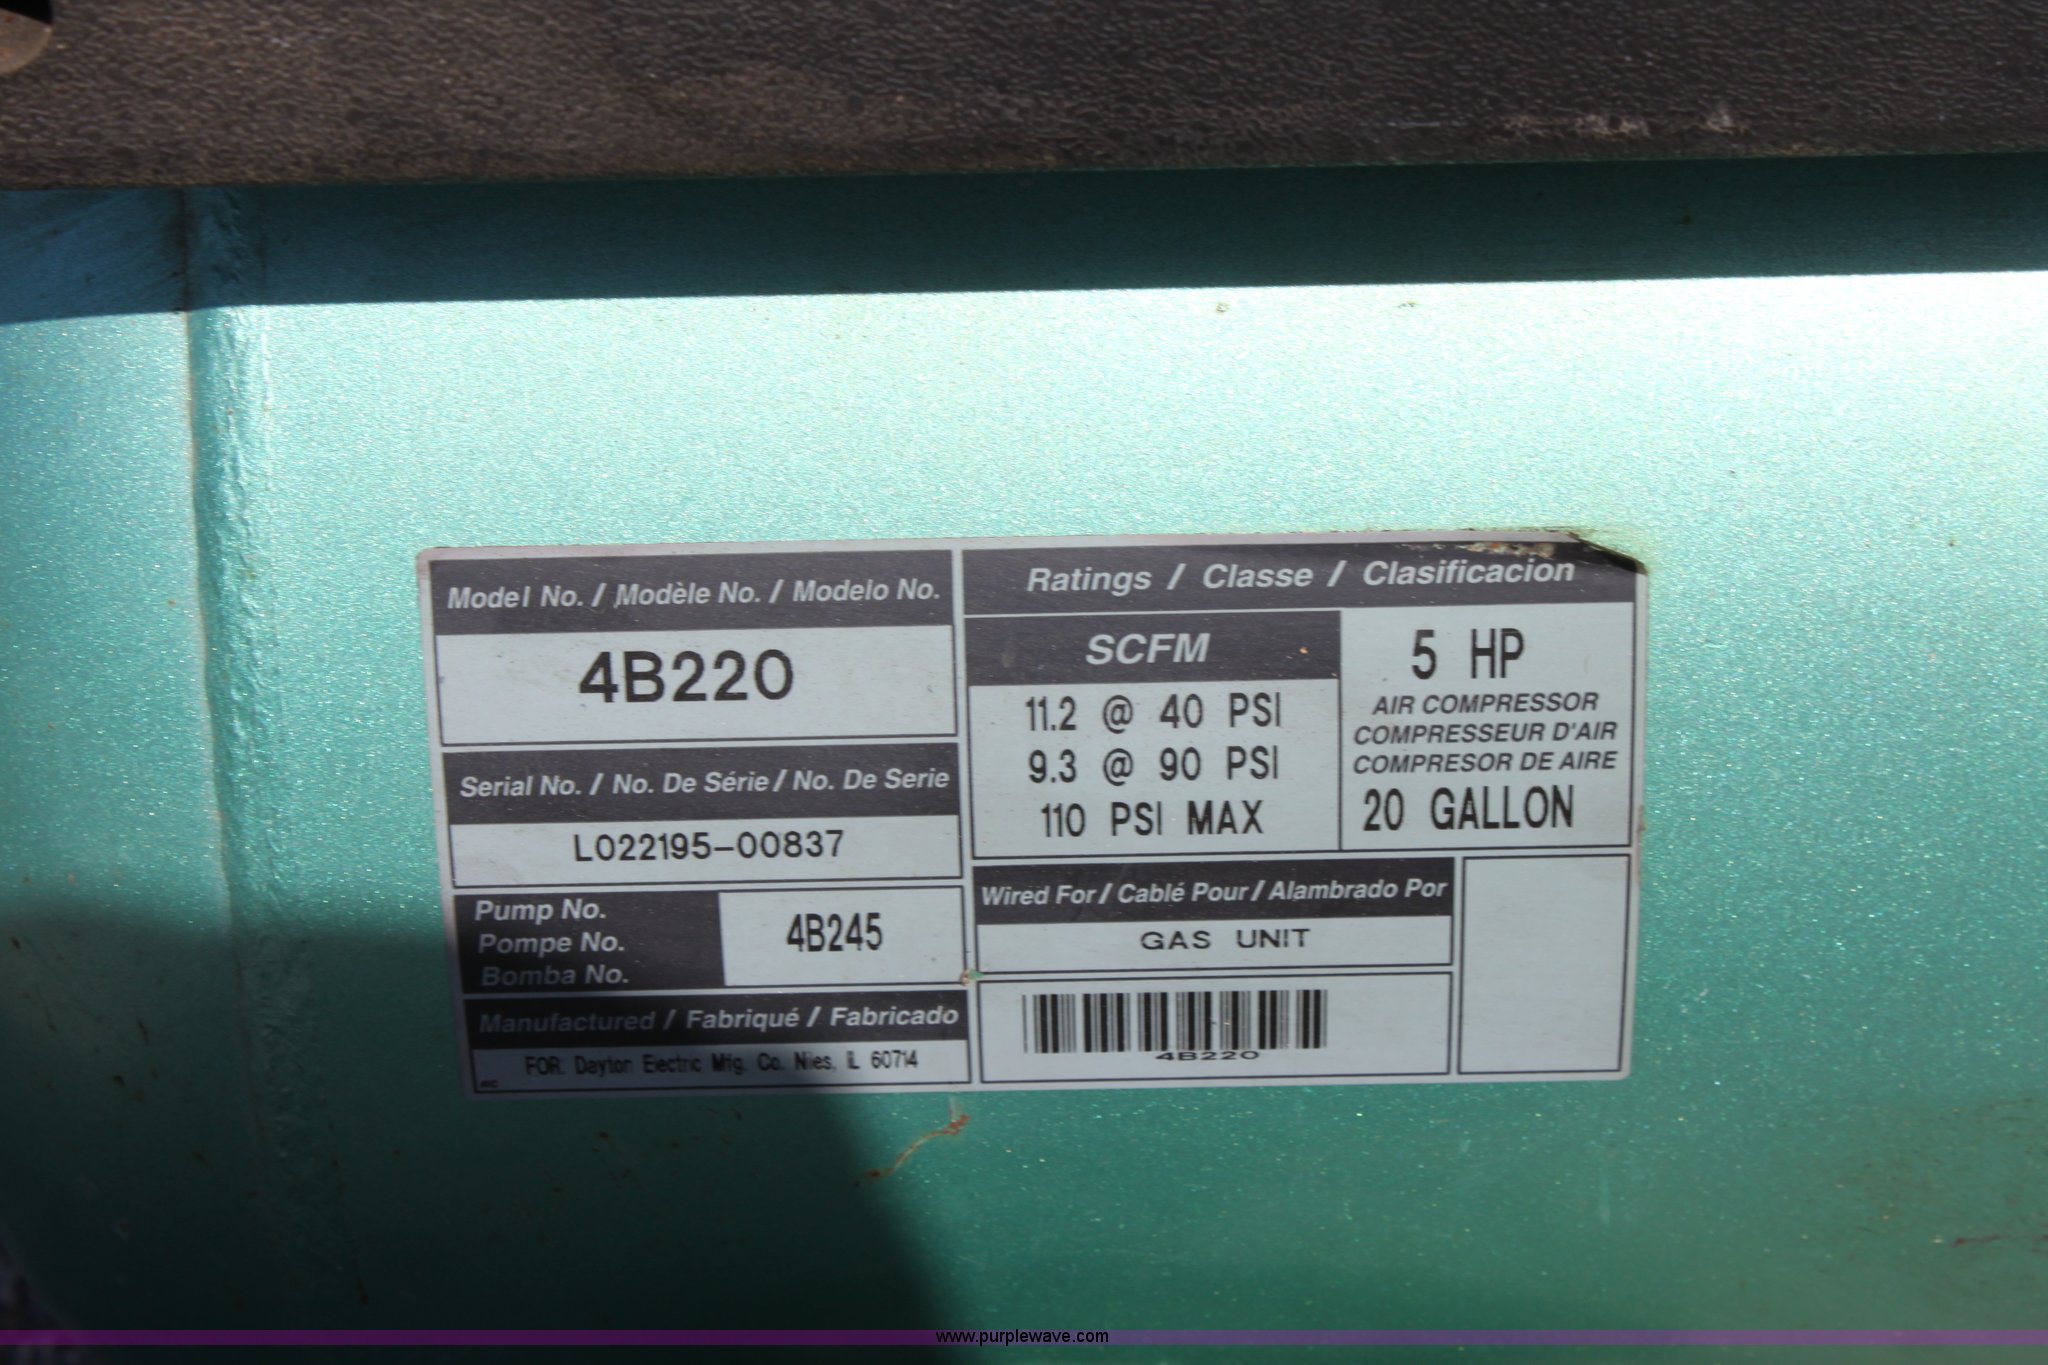 Model No. / Modèle No. / Modelo No.
4B220
Serial No. / No. De Série / No. De Serie
L022195-00837
Pump No.
Pompe No.
Bomba No.
4B245
Manufactured / Fabriqué / Fabricado
FOR: Dayton Electric Mfg. Co. Niles, IL 60714
Ratings / Classe / Clasificacion
SCFM
11.2 @ 40 PSI
9.3 @ 90 PSI
110 PSI MAX
5 HP
AIR COMPRESSOR
COMPRESSEUR D'AIR
COMPRESOR DE AIRE
20 GALLON
Wired For / Cablé Pour / Alambrado Por
GAS UNIT
4B220
www.purplewave.com